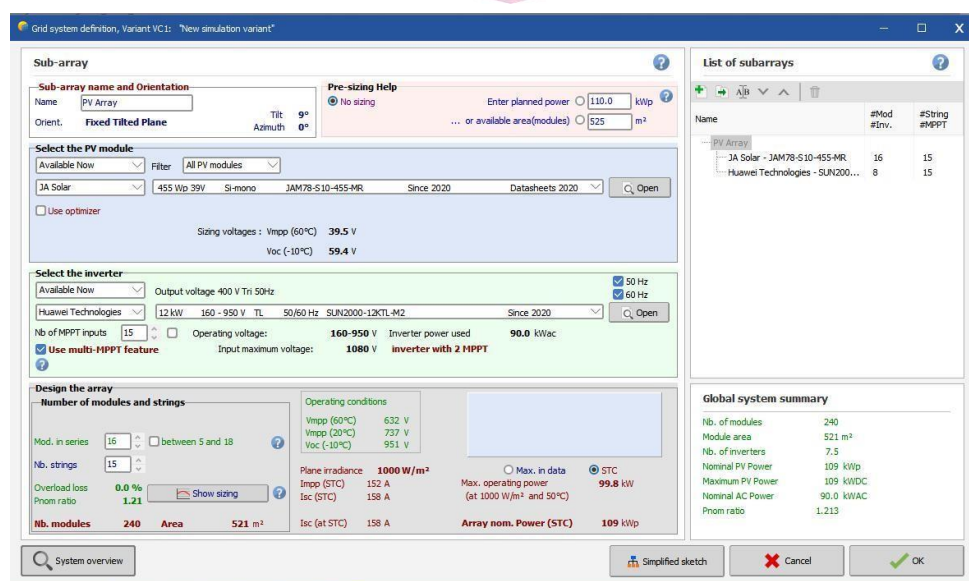 Grid system definition, Variant VC1: "New simulation variant"
Sub-array
Sub-array name and Orientation
Name PV Array
Orient. Fixed Tilted Plane
Tilt 9°
Azimuth 0°
Pre-sizing Help
No sizing
Enter planned power 110.0 kWp
... or available area(modules) 525 m²
Select the PV module
Available Now Filter All PV modules
JA Solar 455 Wp 39V Si-mono JAM78-S10-455-MR Since 2020 Datasheets 2020 Open
Use optimizer
Sizing voltages : Vmpp (60°C) 39.5 V
Voc (-10°C) 59.4 V
Select the inverter
Available Now Output voltage 400 V Tri 50Hz
50 Hz
60 Hz
Huawei Technologies 12 kW 160 - 950 V TL 50/60 Hz SUN2000-12KTL-M2 Since 2020 Open
Nb of MPPT inputs 15 Operating voltage: 160-950 V Inverter power used 90.0 kWac
Use multi-MPPT feature Input maximum voltage: 1080 V inverter with 2 MPPT
Design the array
Number of modules and strings
Mod. in series 16 between 5 and 18
Nb. strings 15
Overload loss 0.0 %
Pnom ratio 1.21
Show sizing
Nb. modules 240 Area 521 m²
Operating conditions
Vmpp (60°C) 632 V
Vmpp (20°C) 737 V
Voc (-10°C) 951 V
Plane irradiance 1000 W/m²
Impp (STC) 152 A
Isc (STC) 158 A
Isc (at STC) 158 A
Max. in data STC
Max. operating power 99.8 kW
(at 1000 W/m² and 50°C)
Array nom. Power (STC) 109 kWp
List of subarrays
Name #Mod #String
#Inv. #MPPT
PV Array
JA Solar - JAM78-S10-455-MR 16 15
Huawei Technologies - SUN200... 8 15
Global system summary
Nb. of modules 240
Module area 521 m²
Nb. of inverters 7.5
Nominal PV Power 109 kWp
Maximum PV Power 109 kWDC
Nominal AC Power 90.0 kWAC
Pnom ratio 1.213
System overview
Simplified sketch
Cancel
OK